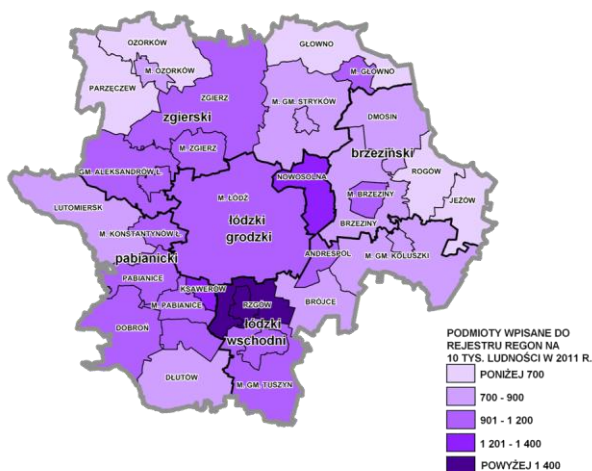 OZORKÓW
M. OZORKÓW
PARZĘCZEW
GŁOWNO
M. GŁOWNO
ZGIERZ
zgierski
M. GM. STRYKÓW
DMOSIN
M. ZGIERZ
brzeziński
GM. ALEKSANDRÓW Ł.
NOWOSOLNA
ROGÓW
LUTOMIERSK
M. ŁÓDŹ
M. BRZEZINY
JEŻÓW
łódzki
grodzki
BRZEZINY
M. KONSTANTYNÓW Ł.
pabianicki
ANDRESPOL
M. GM. KOLUSZKI
PABIANICE
KSAWERÓW
M. PABIANICE
RZGÓW
BRÓJCE
DOBROŃ
łódzki
wschodni
DŁUTÓW
M. GM. TUSZYN
PODMIOTY WPISANE DO
REJESTRU REGON NA
10 TYS. LUDNOŚCI W 2011 R.
PONIŻEJ 700
700 - 900
901 - 1 200
1 201 - 1 400
POWYŻEJ 1 400